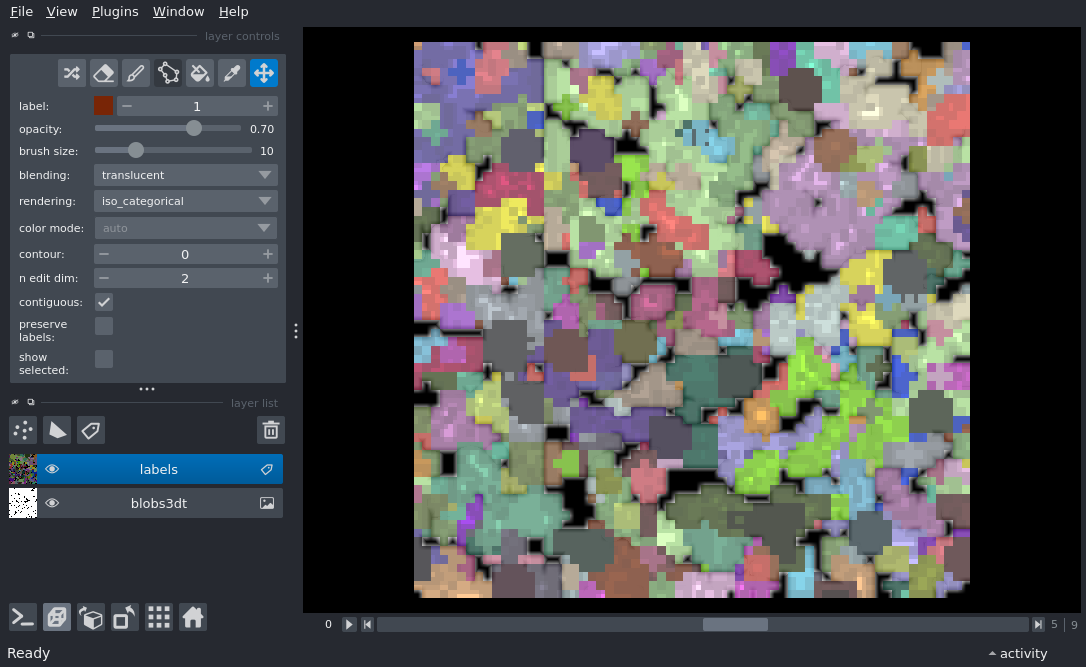 File View Plugins Window Help
layer controls
label: 1
opacity: 0.70
brush size: 10
blending: translucent
rendering: iso_categorical
color mode: auto
contour: 0
n edit dim: 2
contiguous:
preserve
labels:
show
selected:
layer list
labels
blobs3dt
0 5 | 9
Ready activity